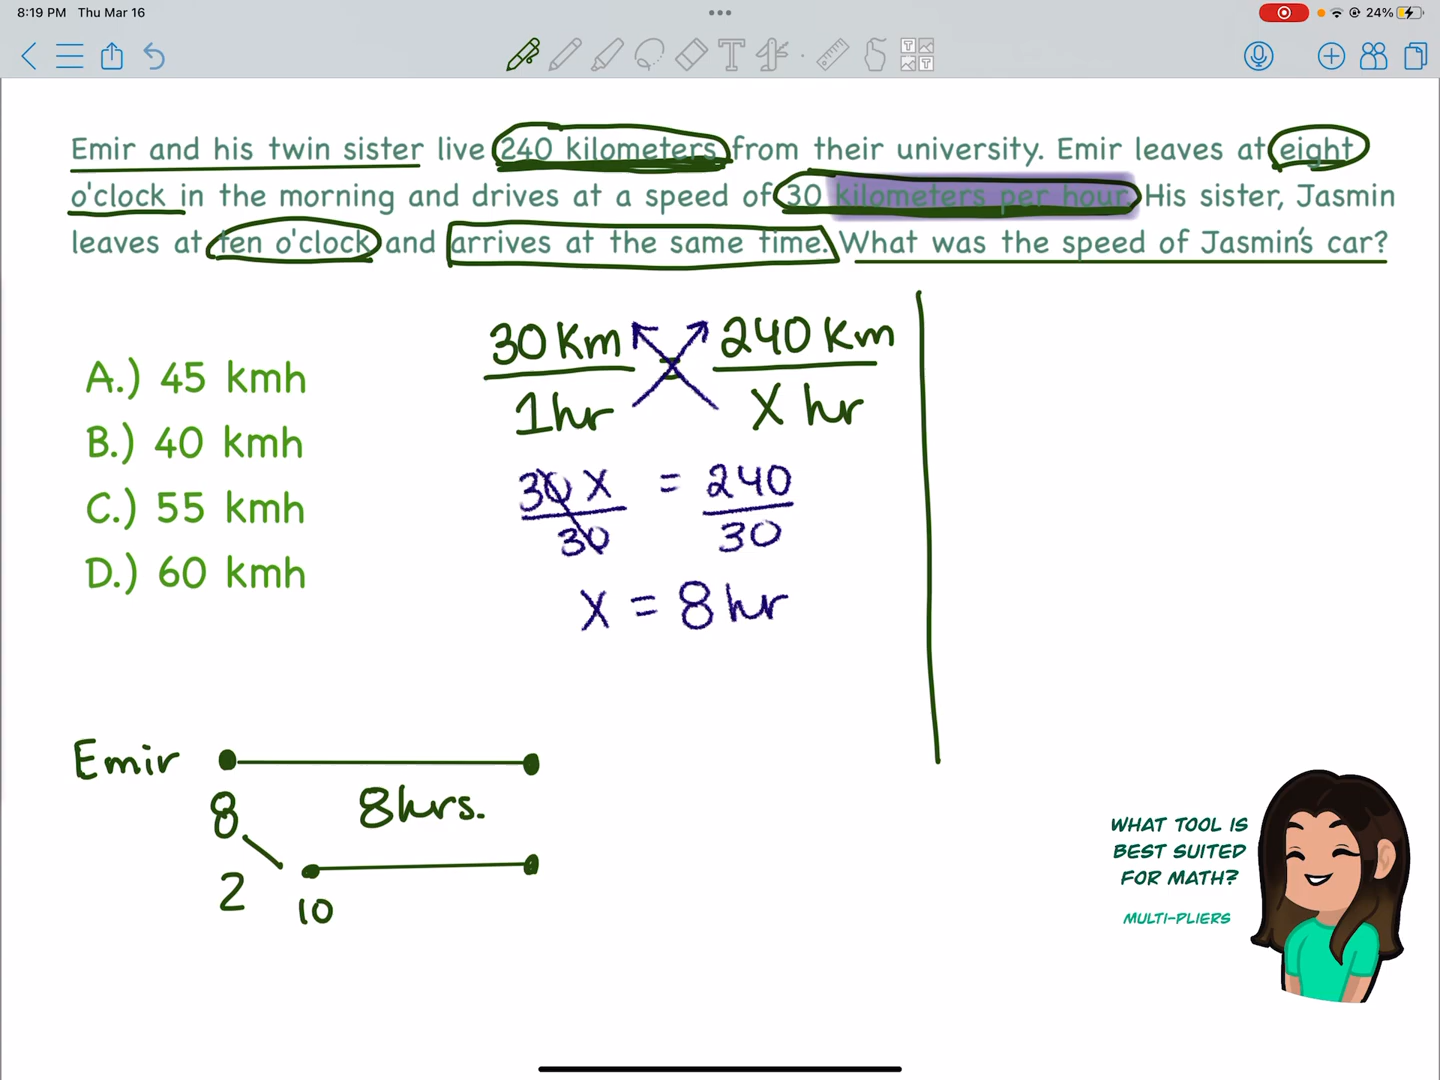 8:19 PM Thu Mar 16
24%
Emir and his twin sister live 240 kilometers from their university. Emir leaves at eight
o'clock in the morning and drives at a speed of 30 kilometers per hour. His sister, Jasmin
leaves at ten o'clock and arrives at the same time. What was the speed of Jasmin's car?
A.) 45 kmh
B.) 40 kmh
C.) 55 kmh
D.) 60 kmh
30 Km = 240 Km
1 hr X hr
30 X = 240
30 30
X = 8 hr
Emir
8 8 hrs.
2 10
WHAT TOOL IS
BEST SUITED
FOR MATH?
MULTI-PLIERS